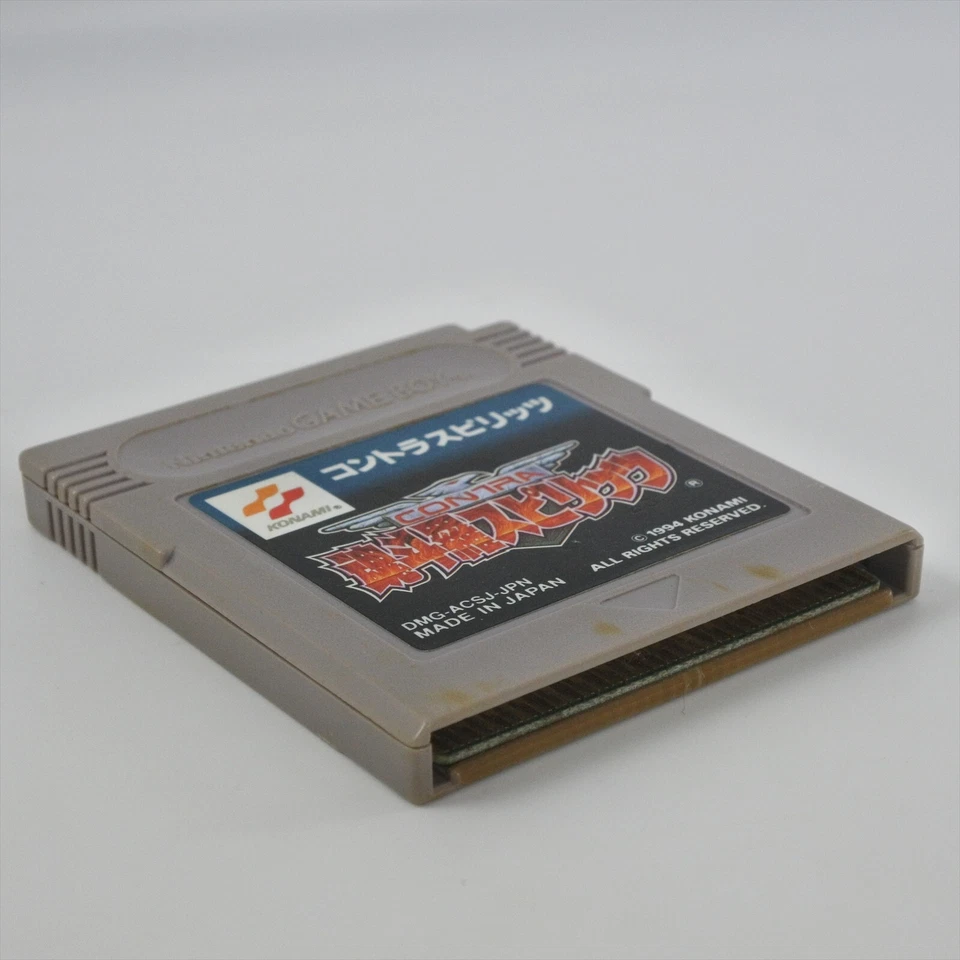 Nintendo GAME BOY™
コントラスピリッツ
KONAMI®
CONTRA
魂斗羅スピリッツ®
©1994 KONAMI
ALL RIGHTS RESERVED.
DMG-ACSJ-JPN
MADE IN JAPAN